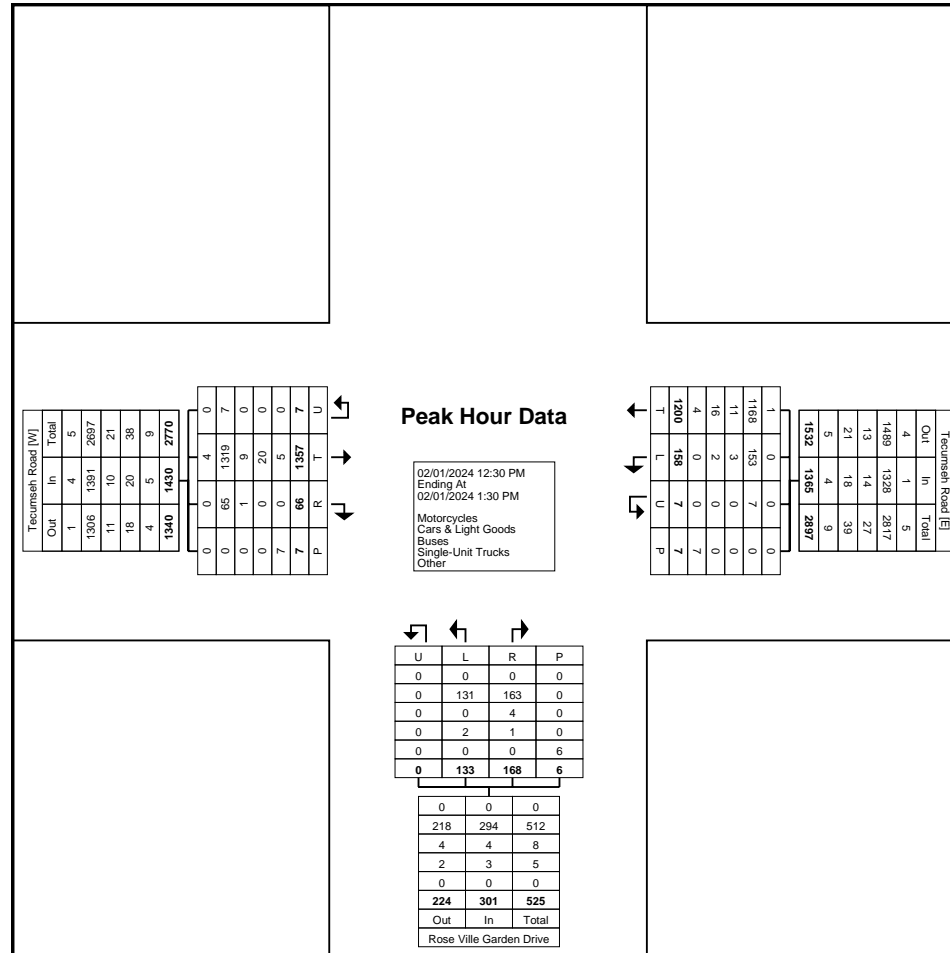 Peak Hour Data
02/01/2024 12:30 PM
Ending At
02/01/2024 1:30 PM
Motorcycles
Cars & Light Goods
Buses
Single-Unit Trucks
Other
Tecumseh Road [W]
Out In Total
1 4 5
1306 1391 2697
11 10 21
18 20 38
4 5 9
1340 1430 2770
0 0 4 0
0 65 1319 7
0 1 9 0
0 0 20 0
7 0 5 0
7 66 1357 7
P R T U
Tecumseh Road [E]
Out In Total
4 1 5
1489 1328 2817
13 14 27
21 18 39
5 4 9
1532 1365 2897
1 0 0 0
1168 153 7 0
11 3 0 0
16 2 0 0
4 0 0 7
1200 158 7 7
T L U P
U L R P
0 0 0 0
0 131 163 0
0 0 4 0
0 2 1 0
0 0 0 6
0 133 168 6
0 0 0
218 294 512
4 4 8
2 3 5
0 0 0
224 301 525
Out In Total
Rose Ville Garden Drive